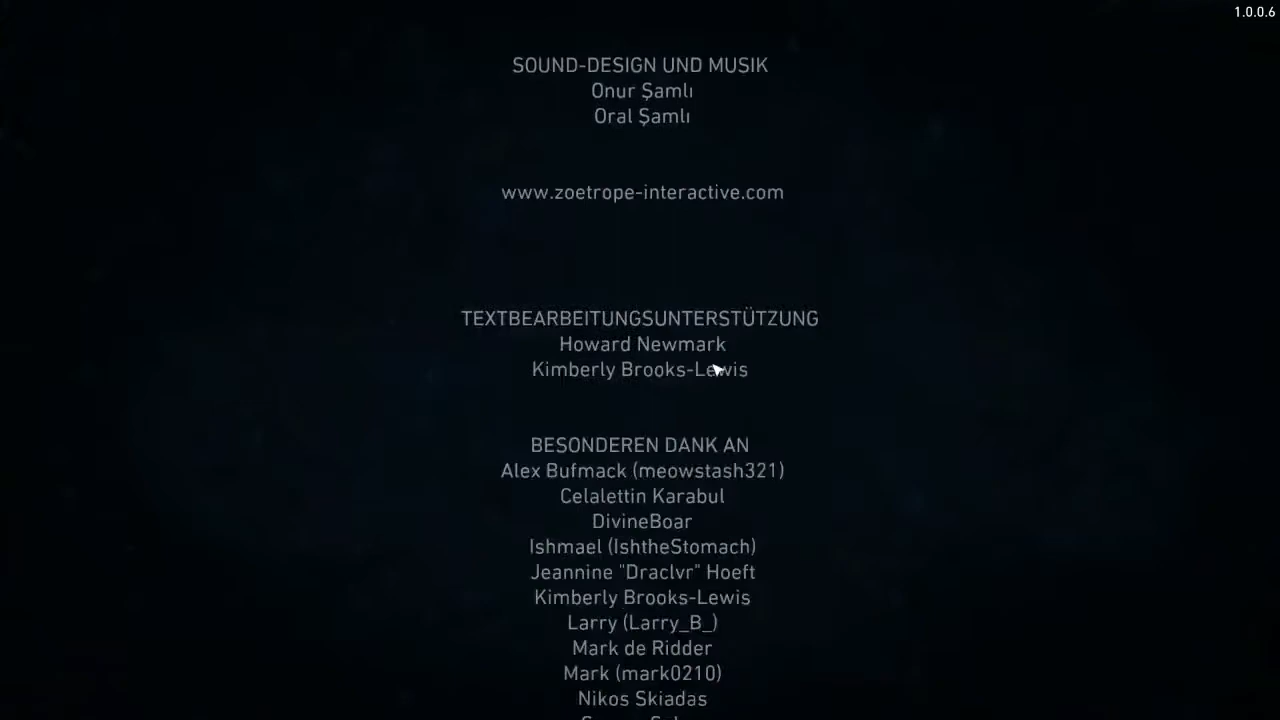 1.0.0.6
SOUND-DESIGN UND MUSIK
Onur Şamlı
Oral Şamlı
www.zoetrope-interactive.com
TEXTBEARBEITUNGSUNTERSTÜTZUNG
Howard Newmark
Kimberly Brooks-Lewis
BESONDEREN DANK AN
Alex Bufmack (meowstash321)
Celalettin Karabul
DivineBoar
Ishmael (IshtheStomach)
Jeannine "Draclvr" Hoeft
Kimberly Brooks-Lewis
Larry (Larry_B_)
Mark de Ridder
Mark (mark0210)
Nikos Skiadas